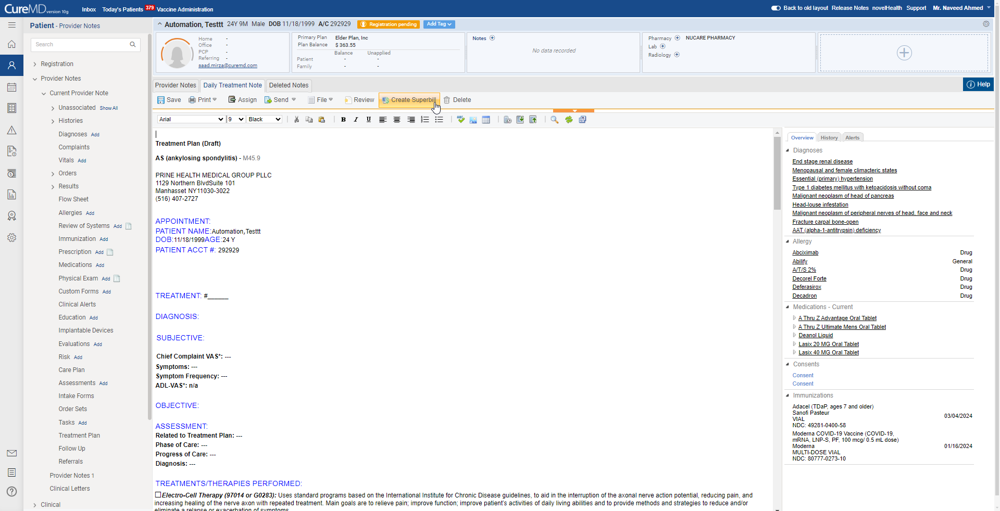 CureMD version 10g Inbox Today's Patients 379 Vaccine Administration Back to old layout Release Notes novelHealth Support Mr. Naveed Ahmed
Patient - Provider Notes
Search
Registration
Provider Notes
Current Provider Note
Unassociated Show All
Histories
Diagnoses Add
Complaints
Vitals Add
Orders
Results
Flow Sheet
Allergies Add
Review of Systems Add
Immunization Add
Prescription Add
Medications Add
Physical Exam Add
Custom Forms Add
Clinical Alerts
Education Add
Implantable Devices
Evaluations Add
Risk Add
Care Plan
Assessments Add
Intake Forms
Order Sets
Tasks Add
Treatment Plan
Follow Up
Referrals
Provider Notes 1
Clinical Letters
Clinical
Automation, Testtt 24Y 9M Male DOB 11/18/1999 A/C 292929 Registration pending Add Tag
Home -
Office -
PCP -
Referring -
saad.mirza@curemd.com
Primary Plan Elder Plan, Inc
Plan Balance $ 363.55
Balance Unapplied
Patient - -
Family - -
Notes
No data recorded
Pharmacy NUCARE PHARMACY
Lab
Radiology
Provider Notes Daily Treatment Note Deleted Notes Help
Save Print Assign Send File Review Create Superbill Delete
Arial 9 Black B I U ABC
Treatment Plan (Draft)
AS (ankylosing spondylitis) - M45.9
PRINE HEALTH MEDICAL GROUP PLLC
1129 Northern BlvdSuite 101
Manhasset NY11030-3022
(516) 407-2727
APPOINTMENT:
PATIENT NAME:Automation,Testtt
DOB:11/18/1999AGE:24 Y
PATIENT ACCT #: 292929
TREATMENT: #______
DIAGNOSIS:
SUBJECTIVE:
Chief Complaint VAS*: ---
Symptoms: ---
Symptom Frequency: ---
ADL-VAS*: n/a
OBJECTIVE:
ASSESSMENT:
Related to Treatment Plan: ---
Phase of Care: ---
Progress of Care: ---
Diagnosis: ---
TREATMENTS/THERAPIES PERFORMED:
Electro-Cell Therapy (97014 or G0283): Uses standard programs based on the International Institute for Chronic Disease guidelines, to aid in the interruption of the axonal nerve action potential, reducing pain, and
increasing healing of the nerve axon with repeated treatment. Main goals are to relieve pain; improve function; improve patient's activities of daily living abilities and to provide methods and strategies to reduce and/or
eliminate a relapse or exacerbation of symptoms.
Overview History Alerts
Diagnoses
End stage renal disease
Menopausal and female climacteric states
Essential (primary) hypertension
Type 1 diabetes mellitus with ketoacidosis without coma
Malignant neoplasm of head of pancreas
Head-louse infestation
Malignant neoplasm of peripheral nerves of head, face and neck
Fracture carpal bone-open
AAT (alpha-1-antitrypsin) deficiency
Allergy
Abciximab Drug
Abilify General
A/T/S 2% Drug
Decorel Forte Drug
Deferasirox Drug
Decadron Drug
Medications - Current
A Thru Z Advantage Oral Tablet
A Thru Z Ultimate Mens Oral Tablet
Deanol Liquid
Lasix 20 MG Oral Tablet
Lasix 40 MG Oral Tablet
Consents
Consent
Consent
Immunizations
Adacel (TDaP, ages 7 and older)
Sanofi Pasteur
VIAL
NDC: 49281-0400-58
03/04/2024
Moderna COVID-19 Vaccine (COVID-19,
mRNA, LNP-S, PF, 100 mcg/ 0.5 mL dose)
Moderna
MULTI-DOSE VIAL
NDC: 80777-0273-10
01/16/2024